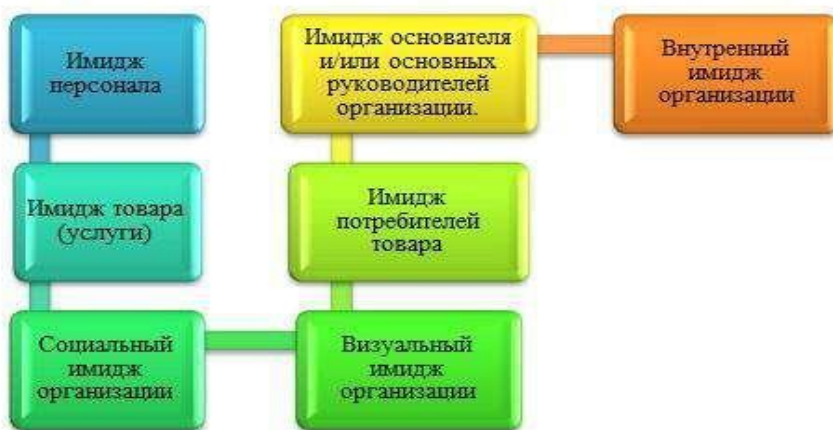 Имидж
персонала
Имидж товара
(услуги)
Социальный
имидж
организации
Визуальный
имидж
организации
Имидж
потребителей
товара
Имидж основателя
и/или основных
руководителей
организации.
Внутренний
имидж
организации